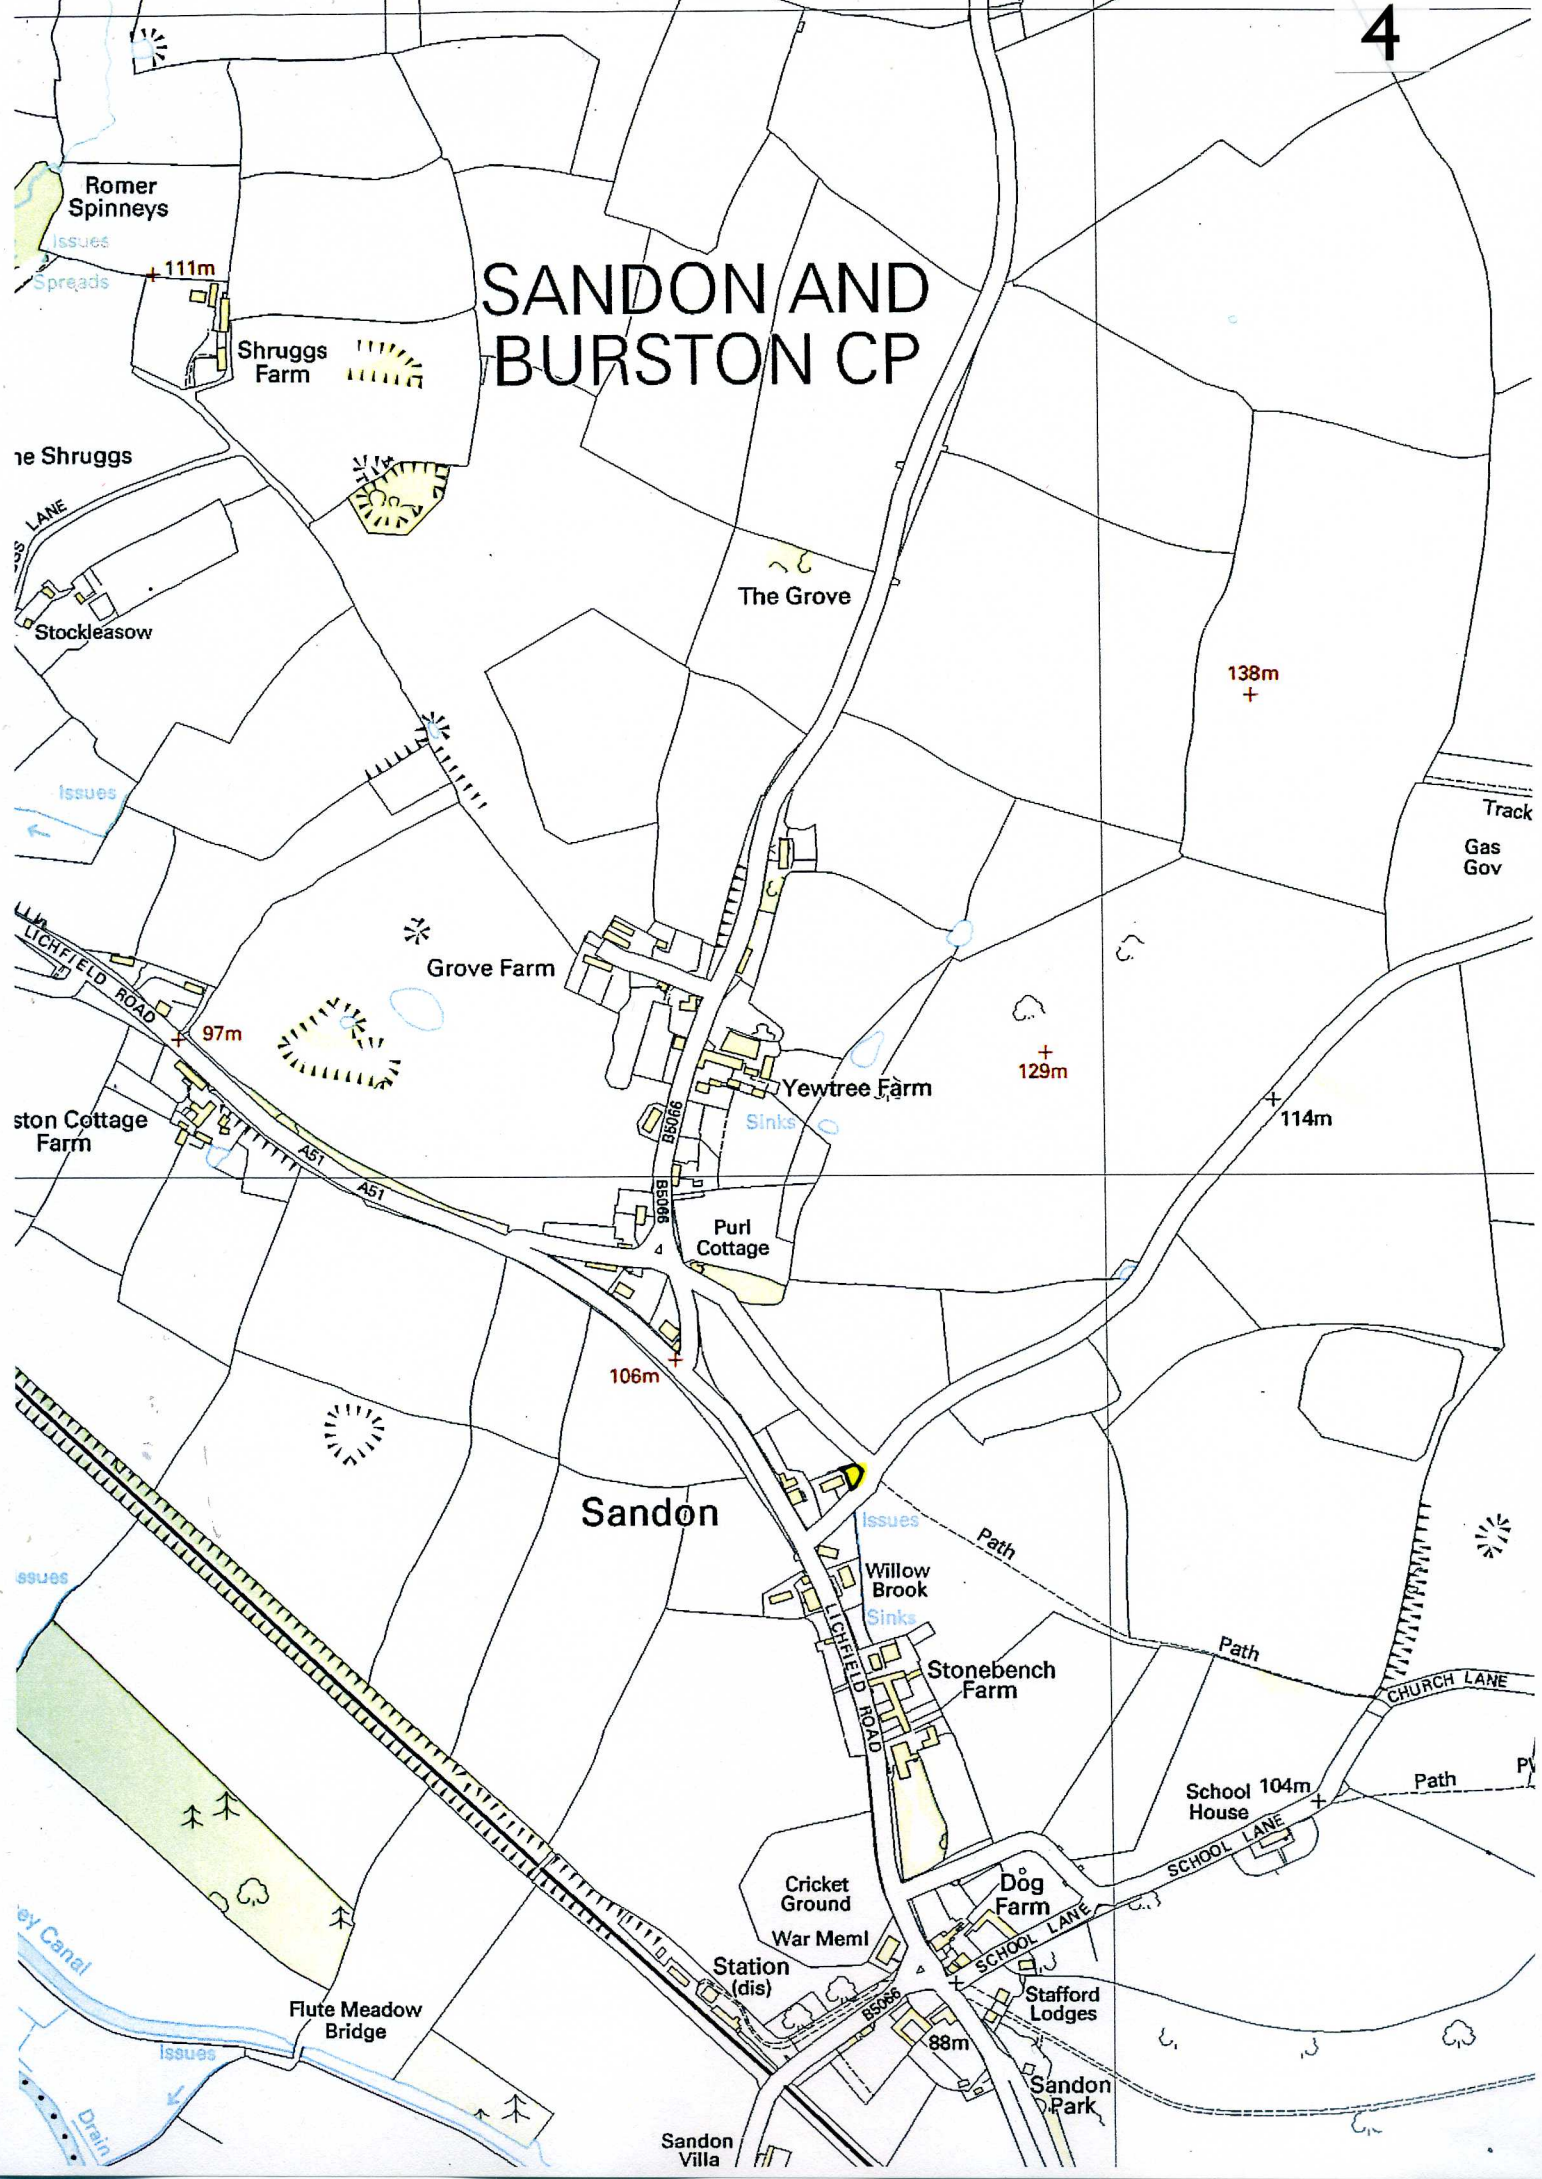 4
Romer
Spinneys
Issues
Spreads
111m
SANDON AND
BURSTON CP
Shruggs
Farm
Shruggs
LANE
The Grove
Stockleasow
138m
Issues
Track
Gas
Gov
LICHFIELD ROAD
Grove Farm
97m
129m
Yewtree Farm
B5066
Sinks
114m
ston Cottage
Farm
A51
A51
B5066
Purl
Cottage
106m
Sandon
Issues
Path
Willow
Brook
Sinks
ssues
LICHFIELD ROAD
Path
Stonebench
Farm
CHURCH LANE
School
House
104m
Path
SCHOOL LANE
Cricket
Ground
Dog
Farm
War Meml
SCHOOL LANE
ey Canal
Station
(dis)
B5066
Stafford
Lodges
Flute Meadow
Bridge
88m
Issues
Sandon
Park
Drain
Sandon
Villa